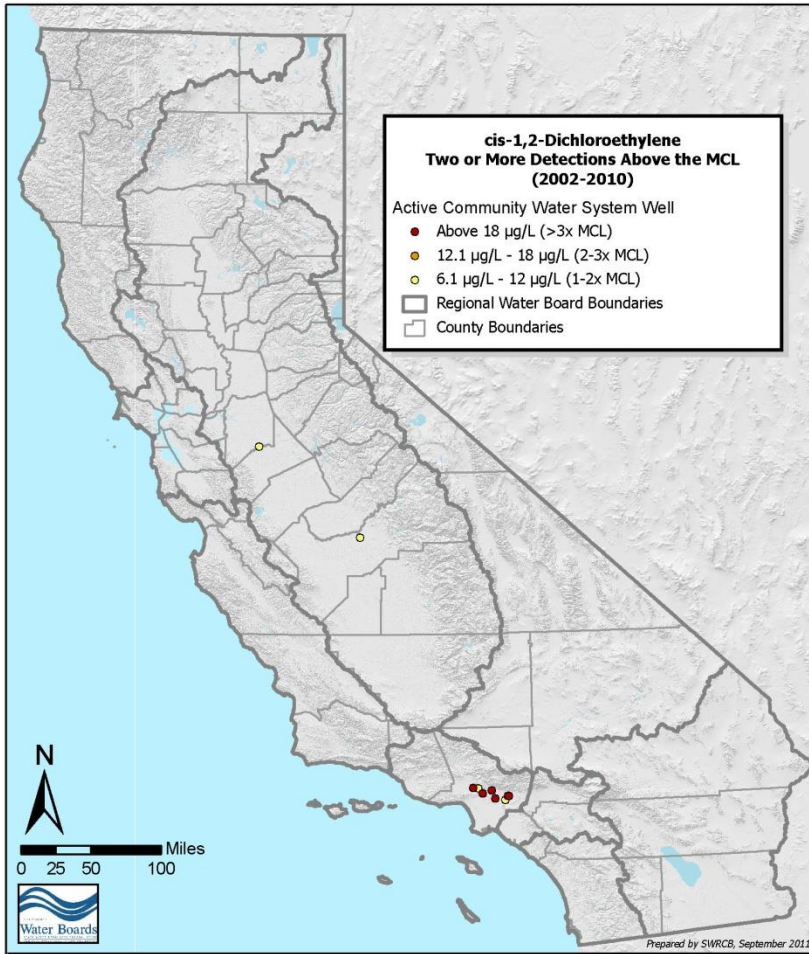 cis-1,2-Dichloroethylene
Two or More Detections Above the MCL
(2002-2010)
Active Community Water System Well
Above 18 µg/L (>3x MCL)
12.1 µg/L - 18 µg/L (2-3x MCL)
6.1 µg/L - 12 µg/L (1-2x MCL)
Regional Water Board Boundaries
County Boundaries
N
Miles
0 25 50 100
Water Boards
Prepared by SWRCB, September 2011